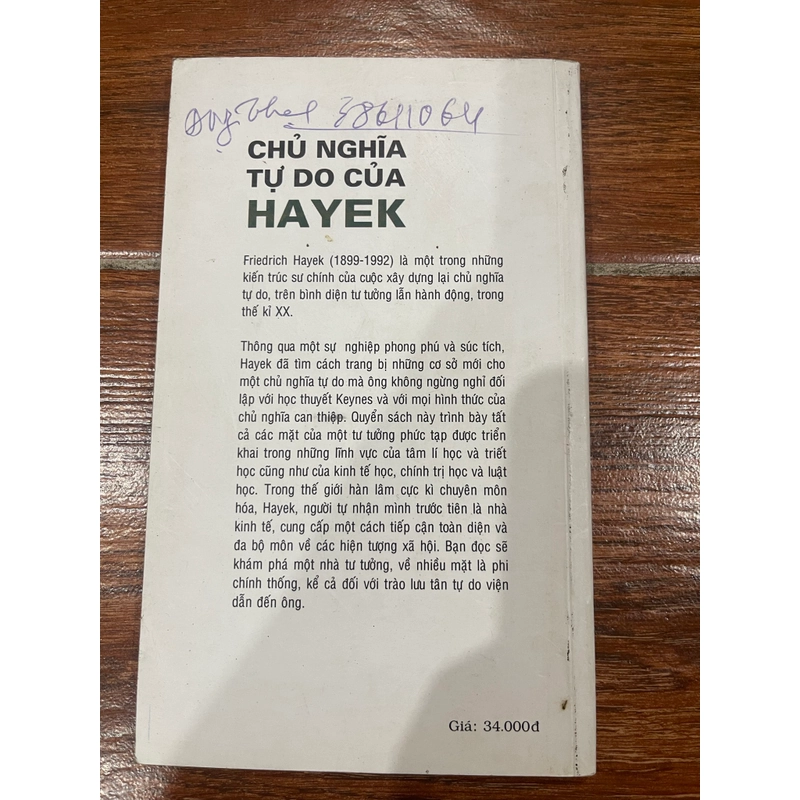 38611064
CHỦ NGHĨA
TỰ DO CỦA
HAYEK
Friedrich Hayek (1899-1992) là một trong những
kiến trúc sư chính của cuộc xây dựng lại chủ nghĩa
tự do, trên bình diện tư tưởng lẫn hành động, trong
thế kỉ XX.
Thông qua một sự nghiệp phong phú và súc tích,
Hayek đã tìm cách trang bị những cơ sở mới cho
một chủ nghĩa tự do mà ông không ngừng nghỉ đối
lập với học thuyết Keynes và với mọi hình thức của
chủ nghĩa can thiệp. Quyển sách này trình bày tất
cả các mặt của một tư tưởng phức tạp được triển
khai trong những lĩnh vực của tâm lí học và triết
học cũng như của kinh tế học, chính trị học và luật
học. Trong thế giới hàn lâm cực kì chuyên môn
hóa, Hayek, người tự nhận mình trước tiên là nhà
kinh tế, cung cấp một cách tiếp cận toàn diện và
đa bộ môn về các hiện tượng xã hội. Bạn đọc sẽ
khám phá một nhà tư tưởng, về nhiều mặt là phi
chính thống, kể cả đối với trào lưu tân tự do viện
dẫn đến ông.
Giá: 34.000đ